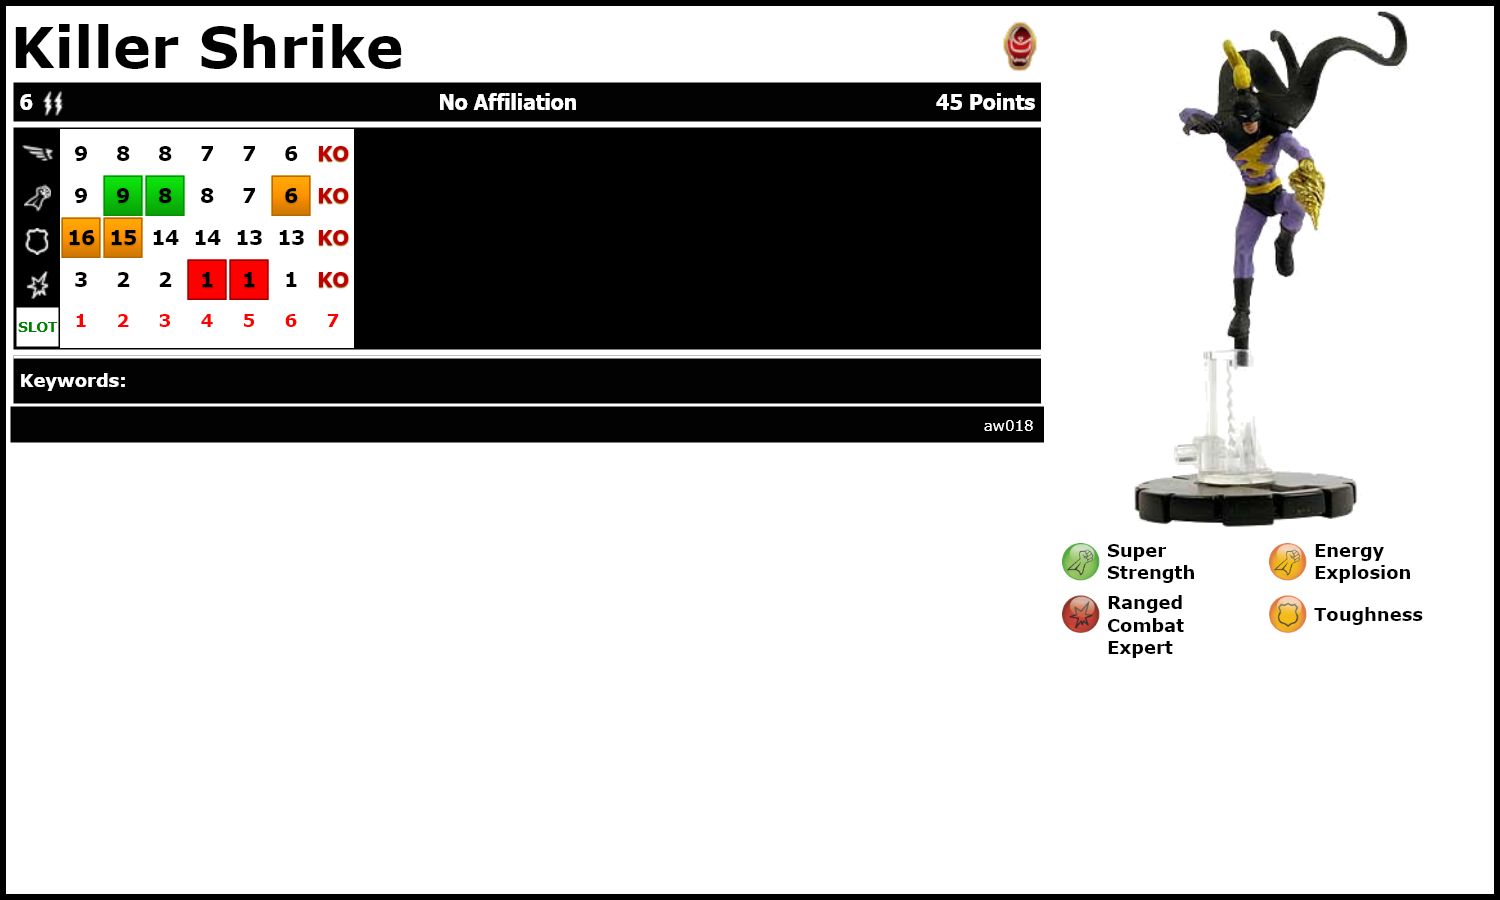 Killer Shrike
6 No Affiliation 45 Points
9 8 8 7 7 6 KO
9 9 8 8 7 6 KO
16 15 14 14 13 13 KO
3 2 2 1 1 1 KO
SLOT 1 2 3 4 5 6 7
Keywords:
aw018
Super
Strength
Energy
Explosion
Ranged
Combat
Expert
Toughness